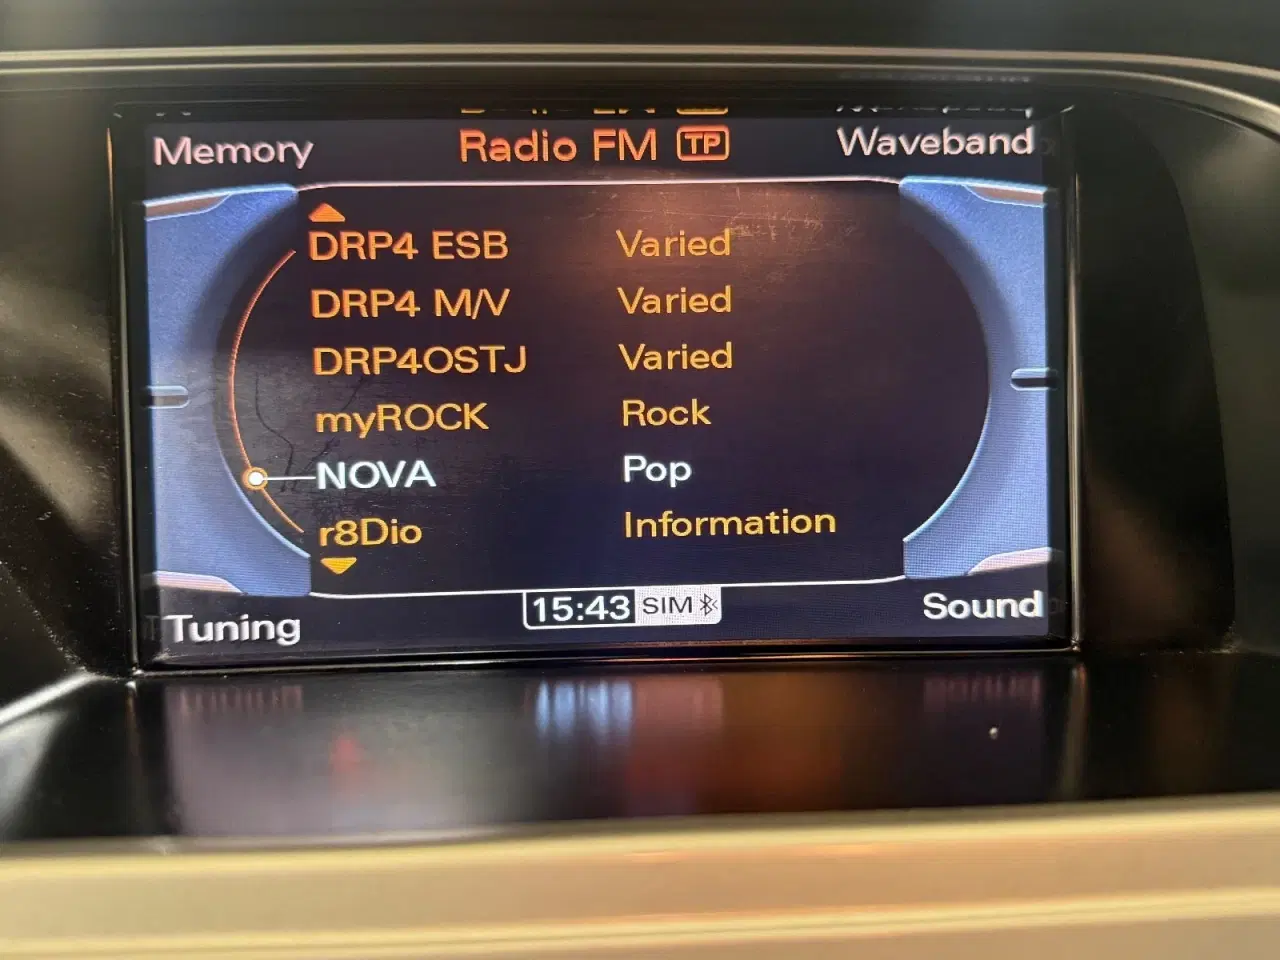 Memory Radio FM TP Waveband
DRP4 ESB Varied
DRP4 M/V Varied
DRP4OSTJ Varied
myROCK Rock
NOVA Pop
r8Dio Information
Tuning 15:43 SIM Sound